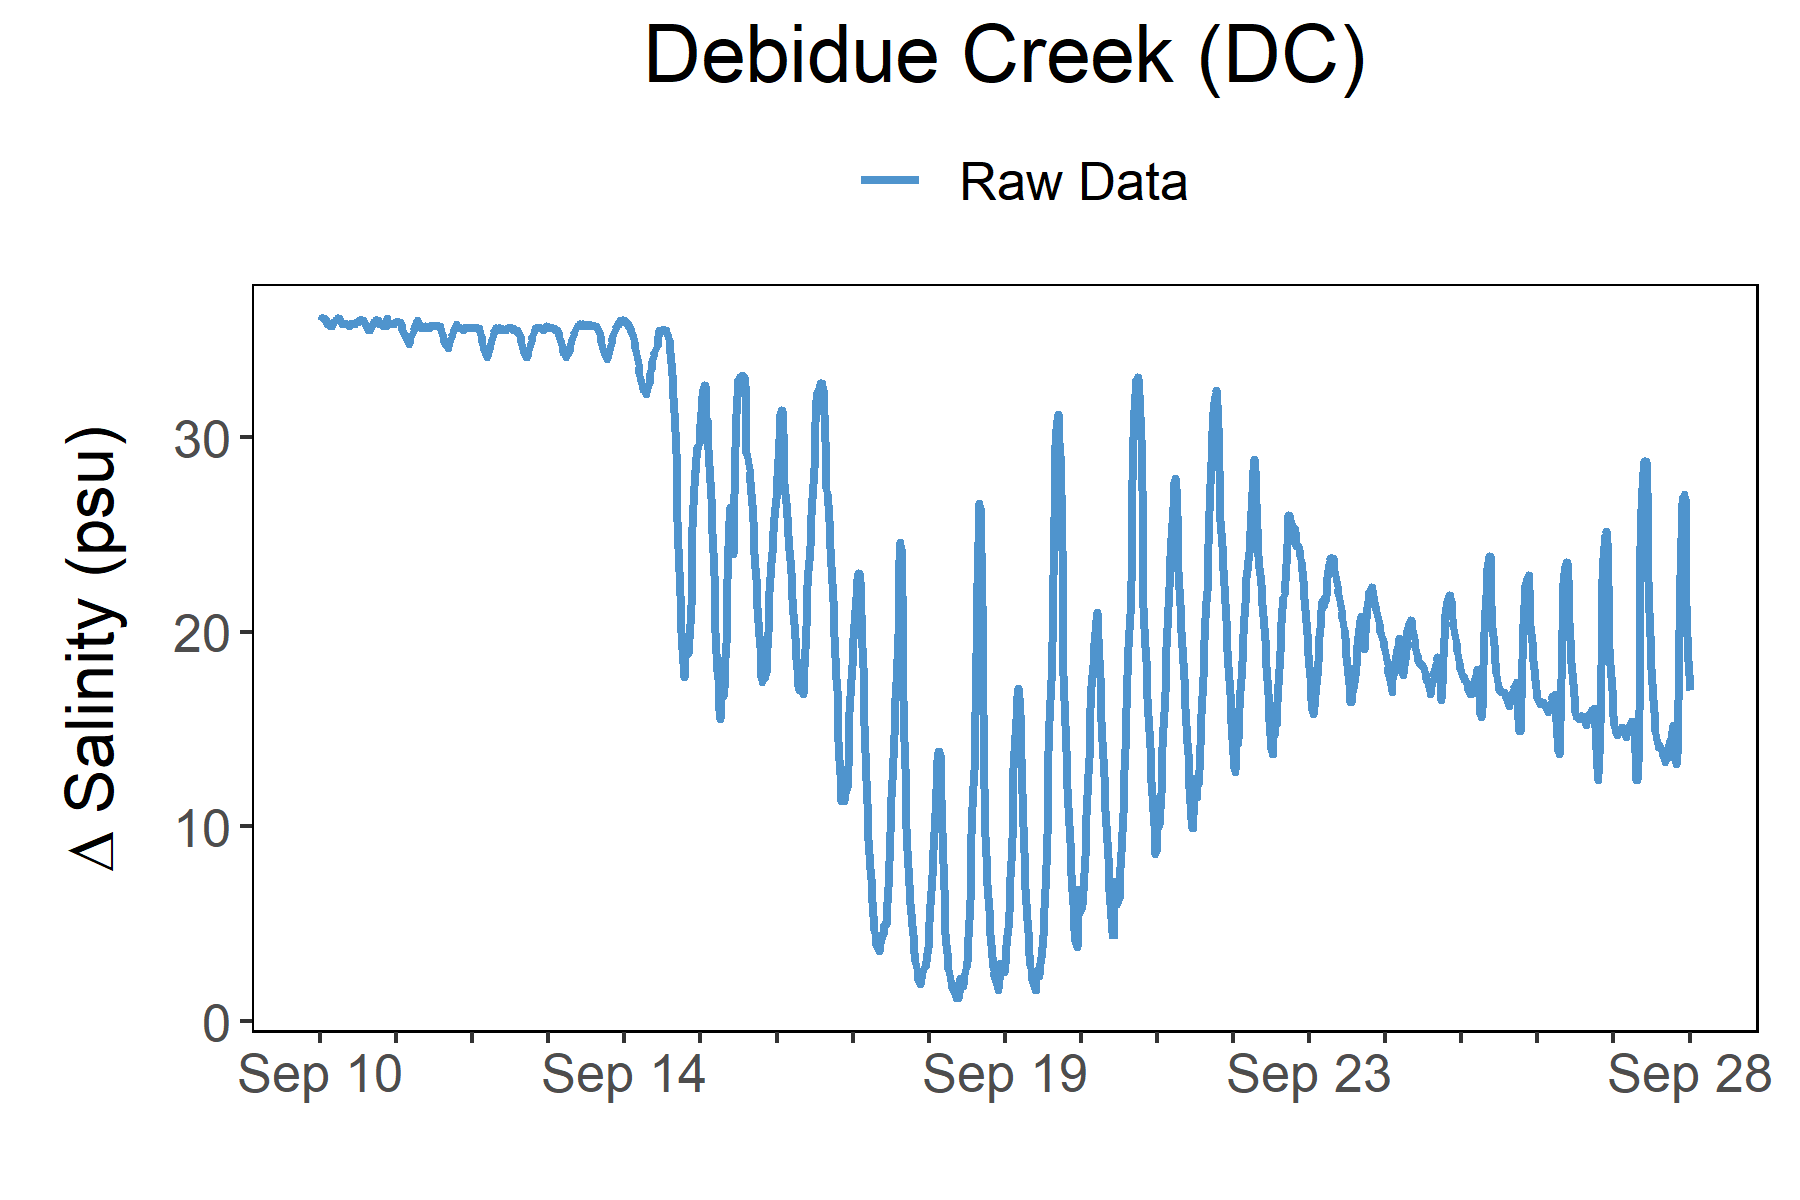 Debidue Creek (DC)
Raw Data
Δ Salinity (psu)
30
20
10
0
Sep 10
Sep 14
Sep 19
Sep 23
Sep 28